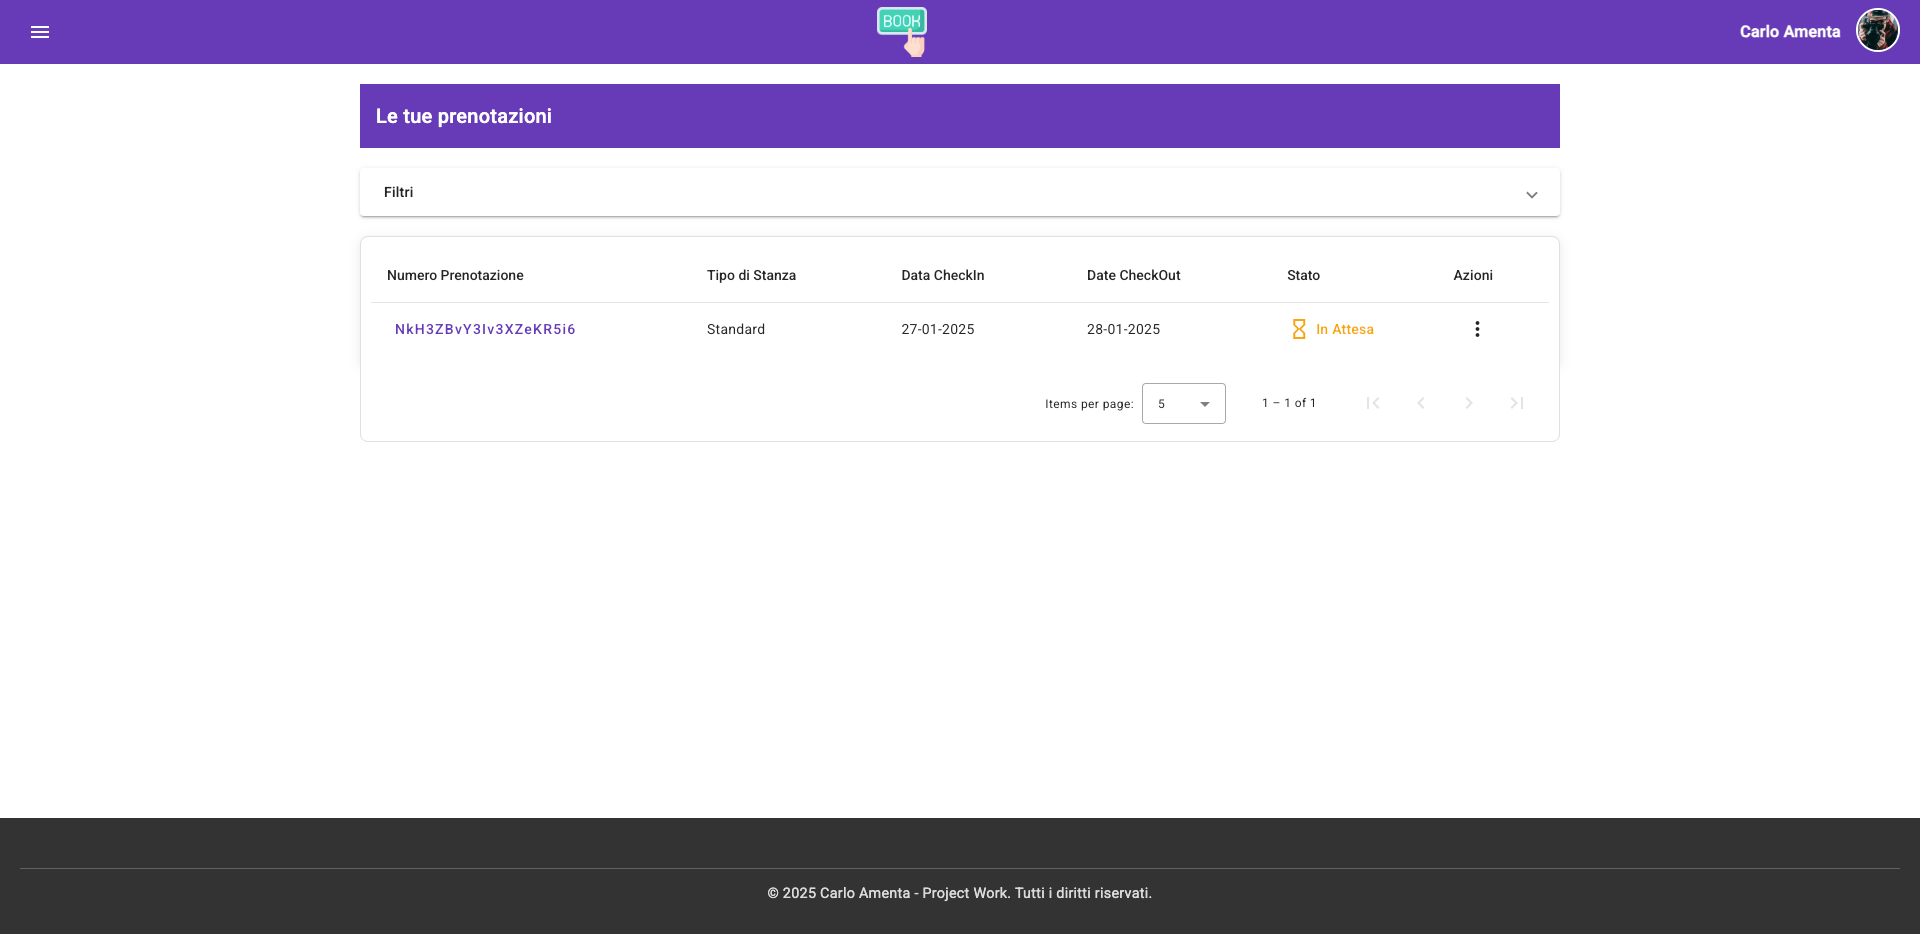 BOOK
Carlo Amenta
Le tue prenotazioni
Filtri
Numero Prenotazione Tipo di Stanza Data CheckIn Date CheckOut Stato Azioni
NkH3ZBvY3Iv3XZeKR5i6 Standard 27-01-2025 28-01-2025 In Attesa
Items per page: 5 1 – 1 of 1
© 2025 Carlo Amenta - Project Work. Tutti i diritti riservati.